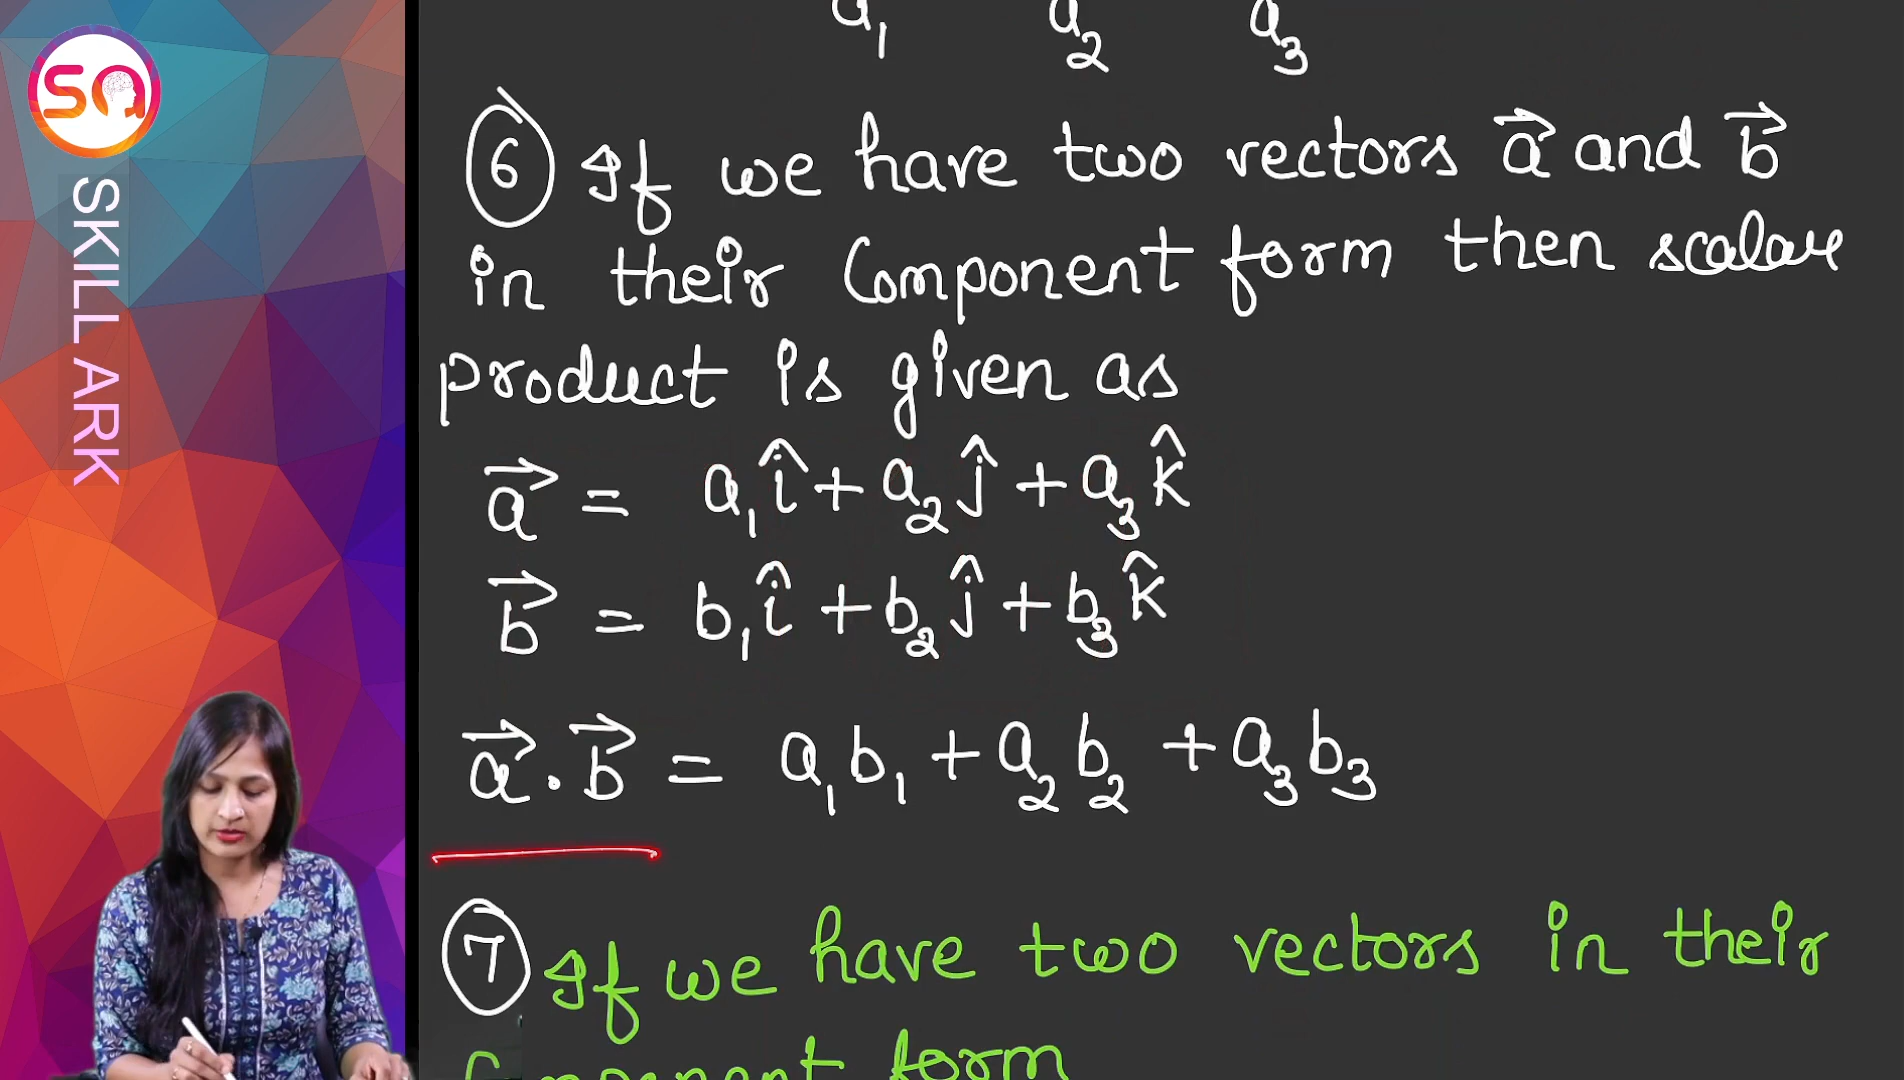 SKILL ARK
a₁ a₂ a₃
⑥ If we have two vectors a⃗ and b⃗
in their Component form then scalar
product is given as
a⃗ = a₁î + a₂ĵ + a₃k̂
b⃗ = b₁î + b₂ĵ + b₃k̂
a⃗ . b⃗ = a₁b₁ + a₂b₂ + a₃b₃
⑦ If we have two vectors in their
Component form